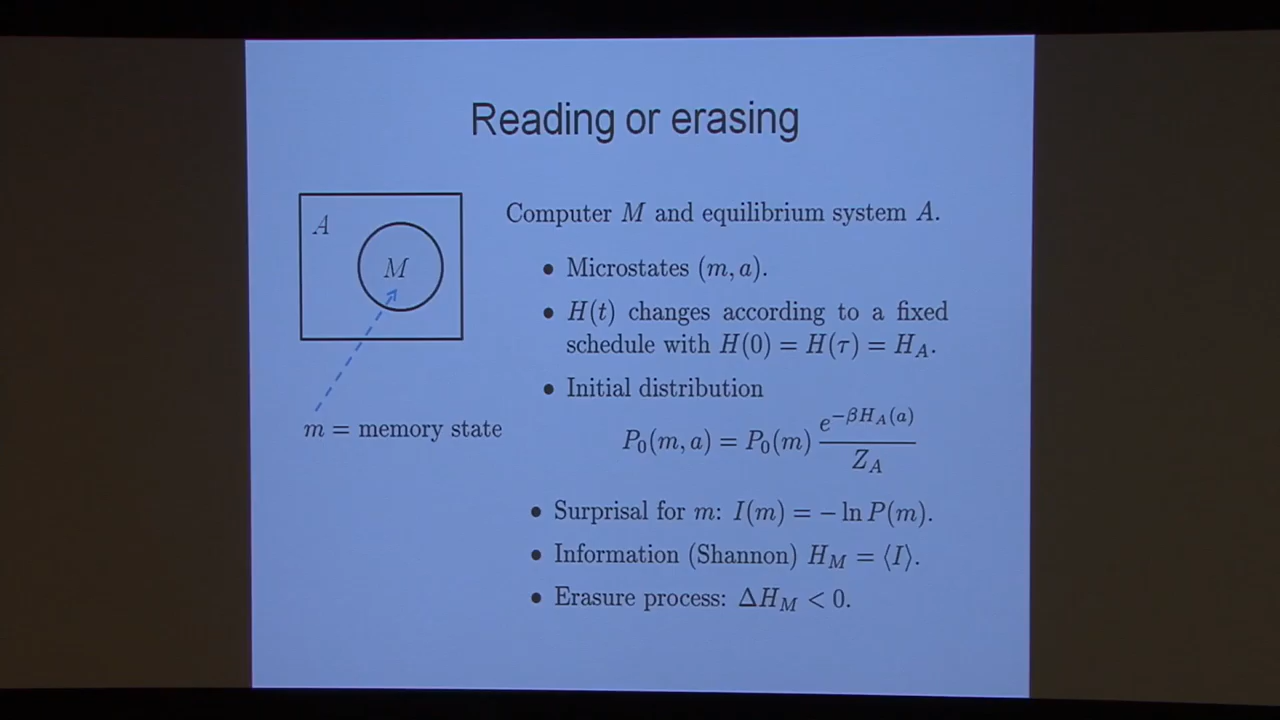 Reading or erasing
A
M
m = memory state
Computer M and equilibrium system A.
• Microstates (m, a).
• H(t) changes according to a fixed
schedule with H(0) = H(τ) = H_A.
• Initial distribution
P_0(m, a) = P_0(m) e^{-βH_A(a)} / Z_A
• Surprisal for m: I(m) = − ln P(m).
• Information (Shannon) H_M = ⟨I⟩.
• Erasure process: ΔH_M < 0.